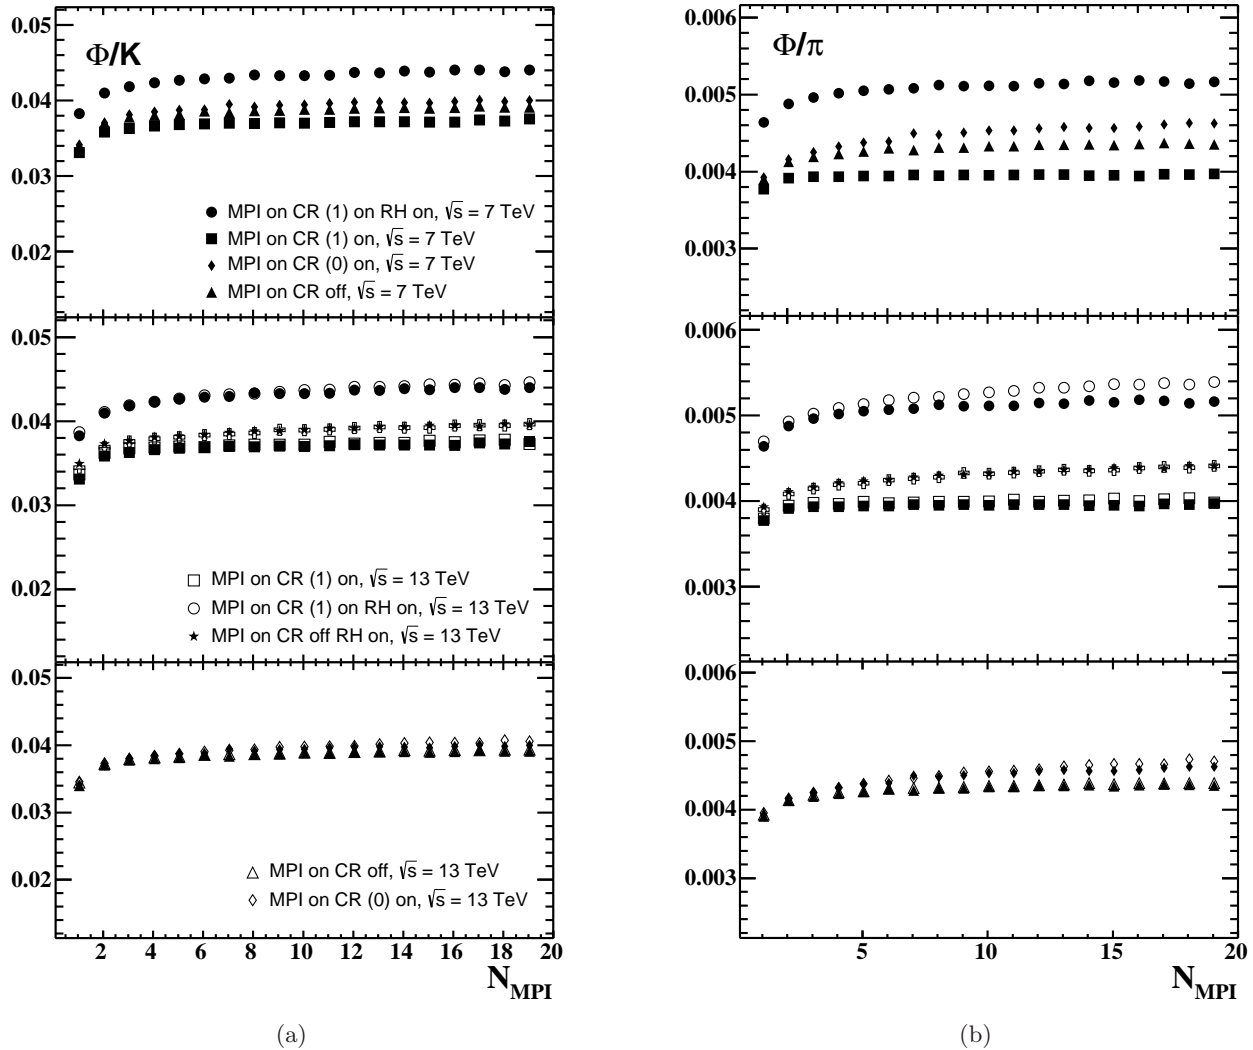 Φ/K
0.05
0.04
0.03
0.02
MPI on CR (1) on RH on, √s = 7 TeV
MPI on CR (1) on, √s = 7 TeV
MPI on CR (0) on, √s = 7 TeV
MPI on CR off, √s = 7 TeV
0.05
0.04
0.03
0.02
MPI on CR (1) on, √s = 13 TeV
MPI on CR (1) on RH on, √s = 13 TeV
MPI on CR off RH on, √s = 13 TeV
0.05
0.04
0.03
0.02
MPI on CR off, √s = 13 TeV
MPI on CR (0) on, √s = 13 TeV
2 4 6 8 10 12 14 16 18 20
N_MPI
(a)
Φ/π
0.006
0.005
0.004
0.003
0.006
0.005
0.004
0.003
0.006
0.005
0.004
0.003
5 10 15 20
N_MPI
(b)